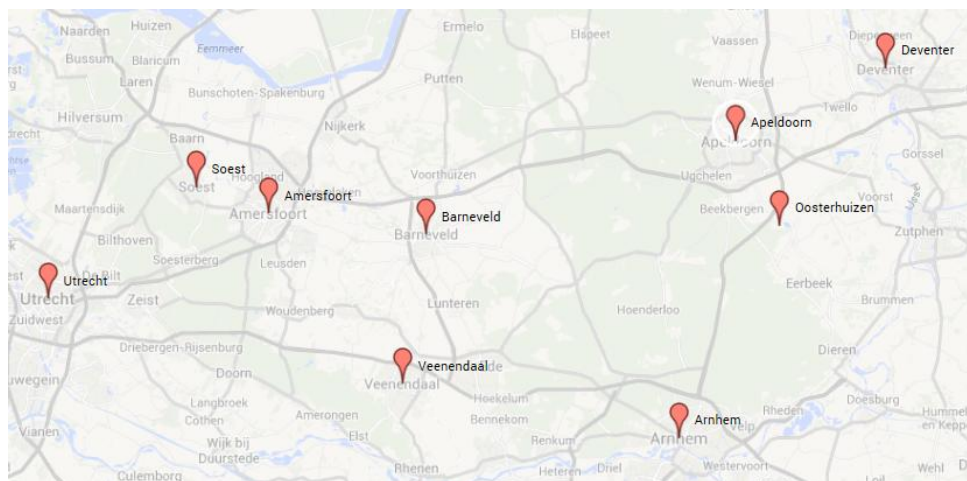 Naarden
Huizen
Ermelo
Elspeet
Vaassen
Bussum
Blaricum
Eemmeer
Deventer
Laren
Putten
Wenum-Wiesel
Deventer
Bunschoten-Spakenburg
Twello
Hilversum
Nijkerk
Apeldoorn
Baarn
Apeldoorn
Gorssel
Soest
Hoogland
Voorthuizen
Ugchelen
Soest
Amersfoort
Voorst
Maartensdijk
Amersfoort
Barneveld
Beekbergen
Oosterhuizen
Bilthoven
Barneveld
Zutphen
Soesterberg
Leusden
Utrecht
De Bilt
Eerbeek
Utrecht
Zeist
Lunteren
Brummen
Zuidwest
Woudenberg
Hoenderloo
Driebergen-Rijsenburg
Dieren
Veenendaal
Doorn
Veenendaal
Langbroek
Hoekelum
Doesburg
Cothen
Amerongen
Bennekom
Arnhem
Rheden
Vianen
Elst
Renkum
Arnhem
Velp
Wijk bij
Duurstede
Rhenen
Heteren
Driel
Westervoort
Wehl
Culemborg